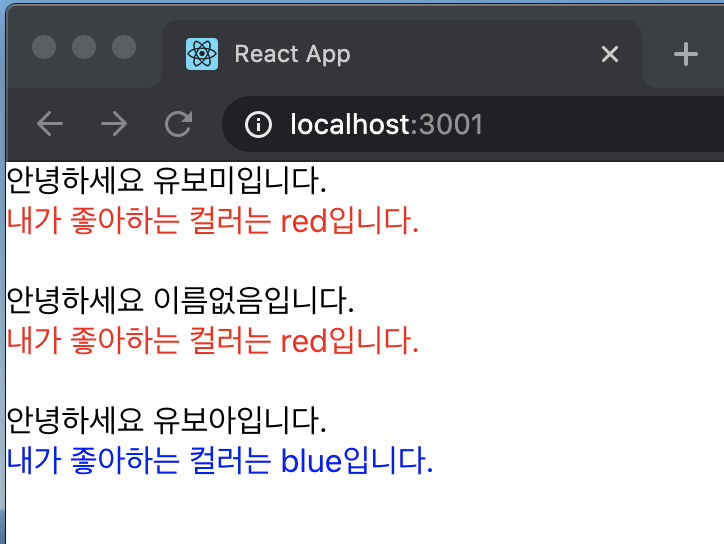 React App
localhost:3001
안녕하세요 유보미입니다.
내가 좋아하는 컬러는 red입니다.
안녕하세요 이름없음입니다.
내가 좋아하는 컬러는 red입니다.
안녕하세요 유보아입니다.
내가 좋아하는 컬러는 blue입니다.